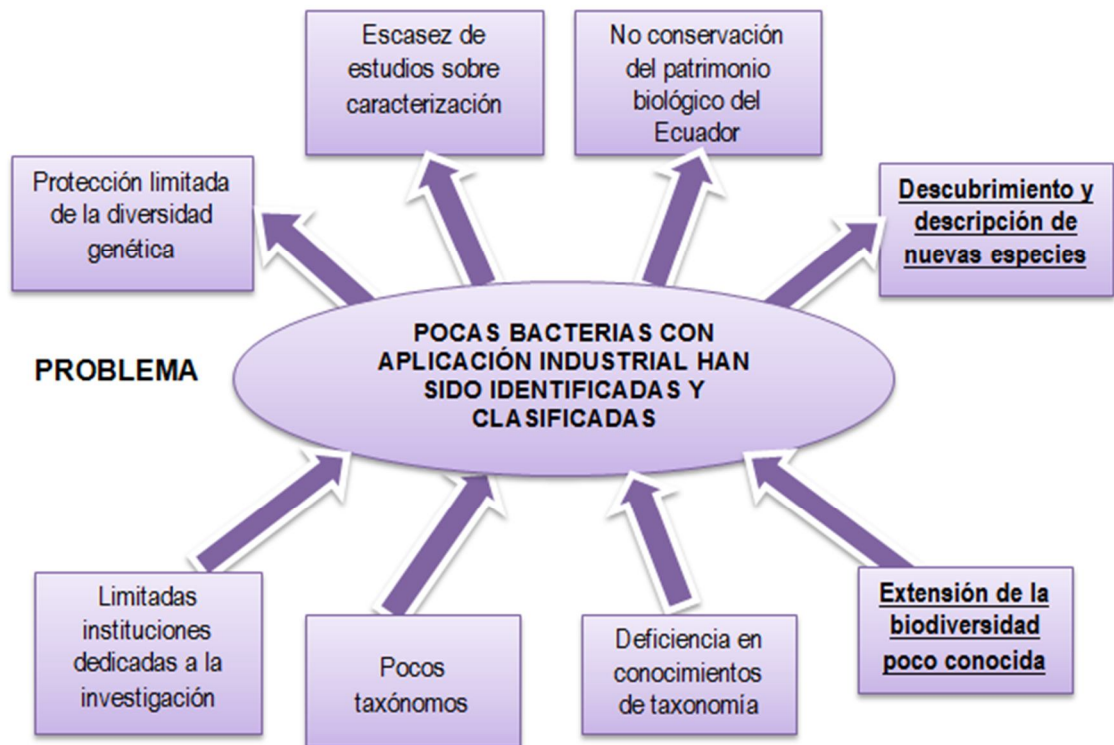 Escasez de
estudios sobre
caracterización
No conservación
del patrimonio
biológico del
Ecuador
Protección limitada
de la diversidad
genética
Descubrimiento y
descripción de
nuevas especies
PROBLEMA
POCAS BACTERIAS CON
APLICACIÓN INDUSTRIAL HAN
SIDO IDENTIFICADAS Y
CLASIFICADAS
Limitadas
instituciones
dedicadas a la
investigación
Pocos
taxónomos
Deficiencia en
conocimientos
de taxonomía
Extensión de la
biodiversidad
poco conocida